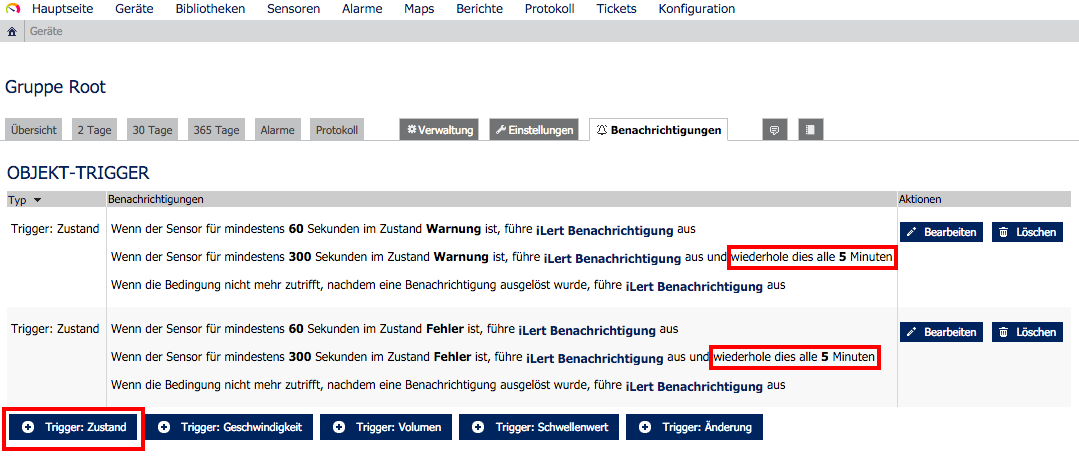 Hauptseite Geräte Bibliotheken Sensoren Alarme Maps Berichte Protokoll Tickets Konfiguration
Geräte
Gruppe Root
Übersicht 2 Tage 30 Tage 365 Tage Alarme Protokoll Verwaltung Einstellungen Benachrichtigungen
OBJEKT-TRIGGER
Typ Benachrichtigungen Aktionen
Trigger: Zustand Wenn der Sensor für mindestens 60 Sekunden im Zustand Warnung ist, führe iLert Benachrichtigung aus Bearbeiten Löschen
Wenn der Sensor für mindestens 300 Sekunden im Zustand Warnung ist, führe iLert Benachrichtigung aus und wiederhole dies alle 5 Minuten
Wenn die Bedingung nicht mehr zutrifft, nachdem eine Benachrichtigung ausgelöst wurde, führe iLert Benachrichtigung aus
Trigger: Zustand Wenn der Sensor für mindestens 60 Sekunden im Zustand Fehler ist, führe iLert Benachrichtigung aus Bearbeiten Löschen
Wenn der Sensor für mindestens 300 Sekunden im Zustand Fehler ist, führe iLert Benachrichtigung aus und wiederhole dies alle 5 Minuten
Wenn die Bedingung nicht mehr zutrifft, nachdem eine Benachrichtigung ausgelöst wurde, führe iLert Benachrichtigung aus
Trigger: Zustand Trigger: Geschwindigkeit Trigger: Volumen Trigger: Schwellenwert Trigger: Änderung